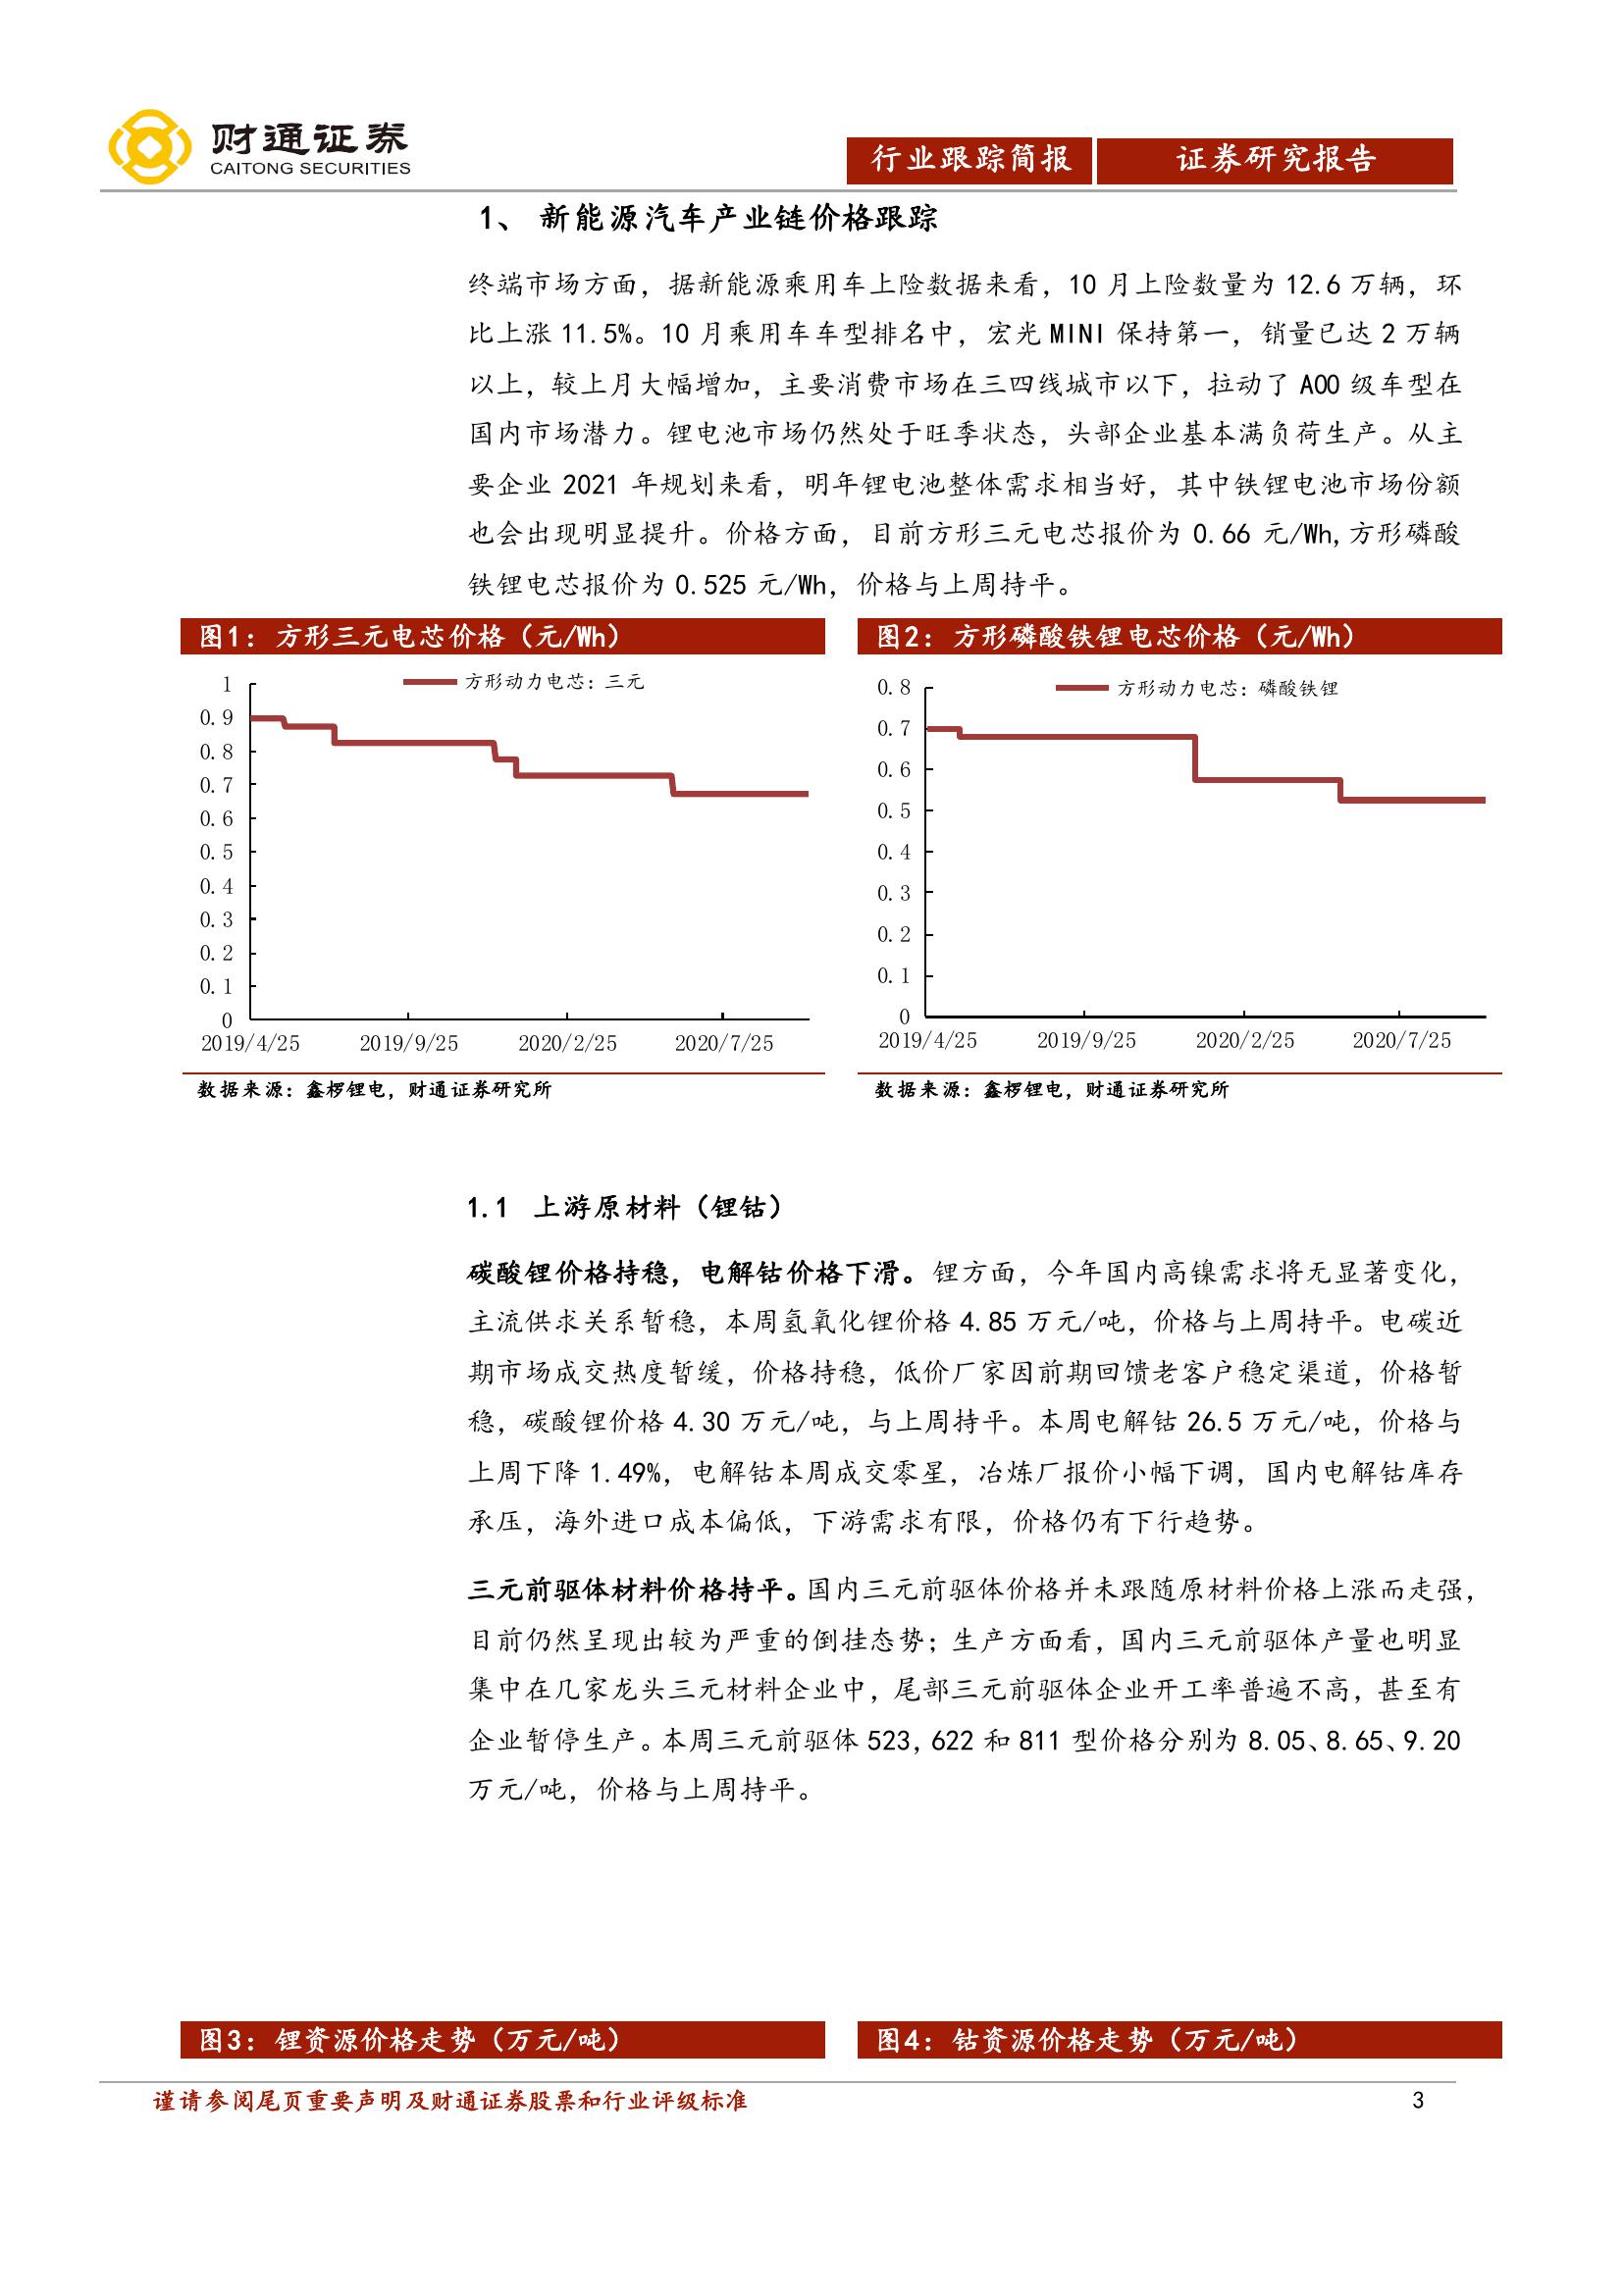 财通证券
CAITONG SECURITIES
行业跟踪简报
证券研究报告
1、 新能源汽车产业链价格跟踪
终端市场方面，据新能源乘用车上险数据来看，10 月上险数量为 12.6 万辆，环
比上涨 11.5%。10 月乘用车车型排名中，宏光 MINI 保持第一，销量已达 2 万辆
以上，较上月大幅增加，主要消费市场在三四线城市以下，拉动了 A00 级车型在
国内市场潜力。锂电池市场仍然处于旺季状态，头部企业基本满负荷生产。从主
要企业 2021 年规划来看，明年锂电池整体需求相当好，其中铁锂电池市场份额
也会出现明显提升。价格方面，目前方形三元电芯报价为 0.66 元/Wh,方形磷酸
铁锂电芯报价为 0.525 元/Wh，价格与上周持平。
图1：方形三元电芯价格（元/Wh）
方形动力电芯：三元
1
0.9
0.8
0.7
0.6
0.5
0.4
0.3
0.2
0.1
0
2019/4/25 2019/9/25 2020/2/25 2020/7/25
数据来源：鑫椤锂电，财通证券研究所
图2：方形磷酸铁锂电芯价格（元/Wh）
方形动力电芯：磷酸铁锂
0.8
0.7
0.6
0.5
0.4
0.3
0.2
0.1
0
2019/4/25 2019/9/25 2020/2/25 2020/7/25
数据来源：鑫椤锂电，财通证券研究所
1.1 上游原材料（锂钴）
碳酸锂价格持稳，电解钴价格下滑。锂方面，今年国内高镍需求将无显著变化，
主流供求关系暂稳，本周氢氧化锂价格 4.85 万元/吨，价格与上周持平。电碳近
期市场成交热度暂缓，价格持稳，低价厂家因前期回馈老客户稳定渠道，价格暂
稳，碳酸锂价格 4.30 万元/吨，与上周持平。本周电解钴 26.5 万元/吨，价格与
上周下降 1.49%，电解钴本周成交零星，冶炼厂报价小幅下调，国内电解钴库存
承压，海外进口成本偏低，下游需求有限，价格仍有下行趋势。
三元前驱体材料价格持平。国内三元前驱体价格并未跟随原材料价格上涨而走强，
目前仍然呈现出较为严重的倒挂态势；生产方面看，国内三元前驱体产量也明显
集中在几家龙头三元材料企业中，尾部三元前驱体企业开工率普遍不高，甚至有
企业暂停生产。本周三元前驱体 523，622 和 811 型价格分别为 8.05、8.65、9.20
万元/吨，价格与上周持平。
图3：锂资源价格走势（万元/吨）
图4：钴资源价格走势（万元/吨）
谨请参阅尾页重要声明及财通证券股票和行业评级标准
3